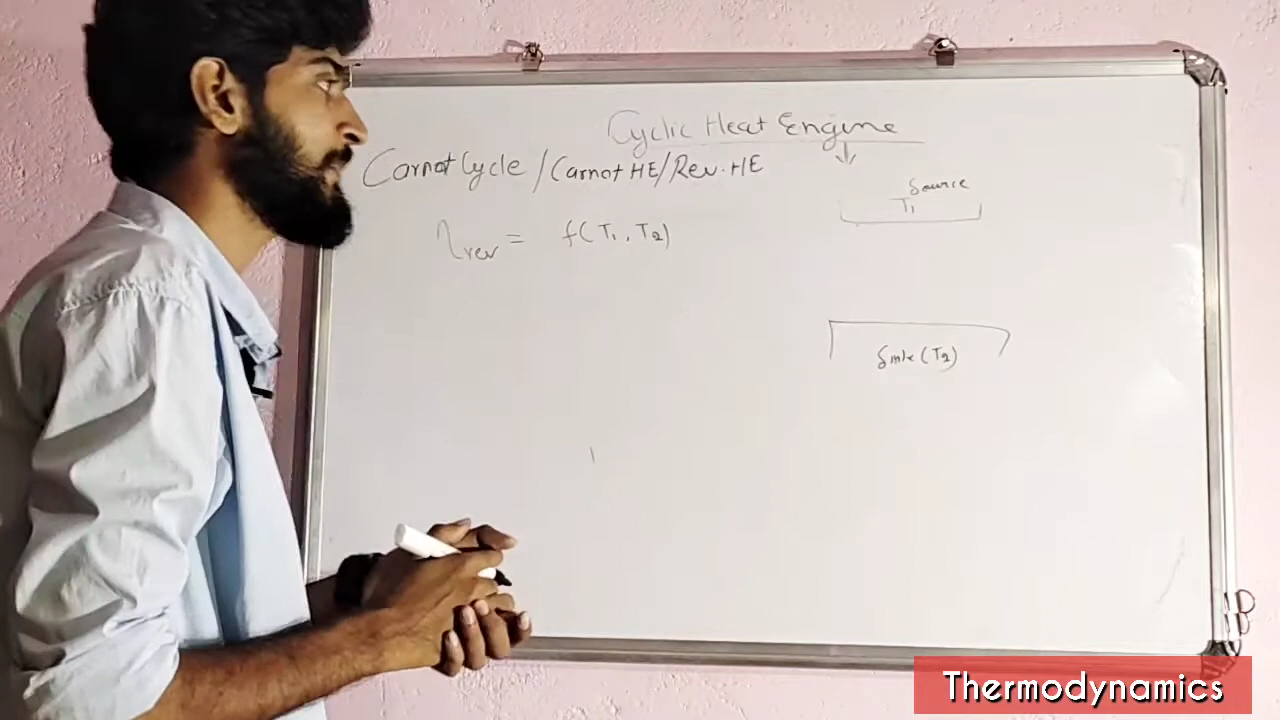 Cyclic Heat Engine
Carnot Cycle / Carnot HE / Rev. HE
Source
T₁
ηrev = f(T₁, T₂)
Sink (T₂)
Thermodynamics